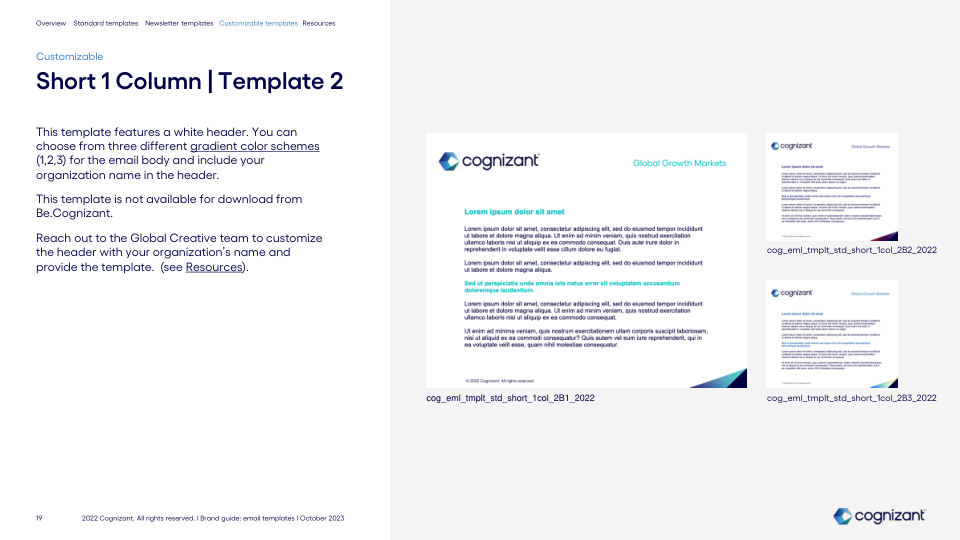 Overview Standard templates Newsletter templates Customizable templates Resources
Customizable
Short 1 Column | Template 2
This template features a white header. You can
choose from three different gradient color schemes
(1,2,3) for the email body and include your
organization name in the header.
This template is not available for download from
Be.Cognizant.
Reach out to the Global Creative team to customize
the header with your organization's name and
provide the template. (see Resources).
cognizant
Global Growth Markets
Lorem ipsum dolor sit amet
Lorem ipsum dolor sit amet, consectetur adipiscing elit, sed do eiusmod tempor incididunt
ut labore et dolore magna aliqua. Ut enim ad minim veniam, quis nostrud exercitation
ullamco laboris nisi ut aliquip ex ea commodo consequat. Duis aute irure dolor in
reprehenderit in voluptate velit esse cillum dolore eu fugiat.
Lorem ipsum dolor sit amet, consectetur adipiscing elit, sed do eiusmod tempor incididunt
ut labore et dolore magna aliqua.
Sed ut perspiciatis unde omnis iste natus error sit voluptatem accusantium
doloremque laudantium.
Lorem ipsum dolor sit amet, consectetur adipiscing elit, sed do eiusmod tempor incididunt
ut labore et dolore magna aliqua. Ut enim ad minim veniam, quis nostrud exercitation
ullamco laboris nisi ut aliquip ex ea commodo consequat.
Ut enim ad minima veniam, quis nostrum exercitationem ullam corporis suscipit laboriosam,
nisi ut aliquid ex ea commodi consequatur? Quis autem vel eum iure reprehenderit, qui in
ea voluptate velit esse, quam nihil molestiae consequatur.
© 2022 Cognizant. All rights reserved.
cog_eml_tmplt_std_short_1col_2B1_2022
cognizant
Global Growth Markets
Lorem ipsum dolor sit amet
cog_eml_tmplt_std_short_1col_2B2_2022
cognizant
Global Growth Markets
Lorem ipsum dolor sit amet
cog_eml_tmplt_std_short_1col_2B3_2022
19
2022 Cognizant. All rights reserved. I Brand guide: email templates I October 2023
cognizant